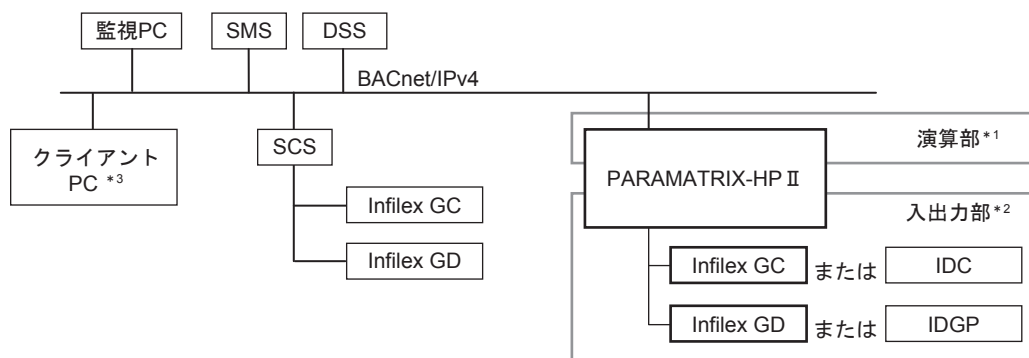 監視PC
SMS
DSS
BACnet/IPv4
クライアント
PC *3
SCS
Infilex GC
Infilex GD
演算部*1
PARAMATRIX-HP II
入出力部*2
Infilex GC または IDC
Infilex GD または IDGP